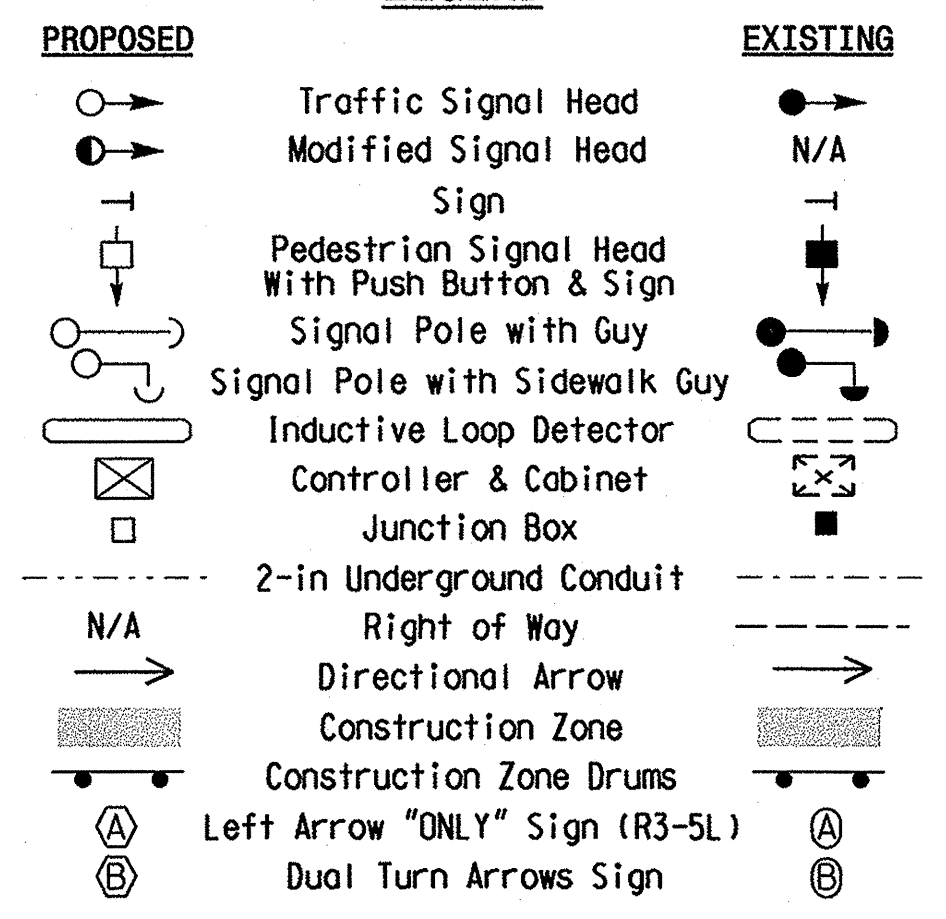 PROPOSED EXISTING
Traffic Signal Head
Modified Signal Head N/A
Sign
Pedestrian Signal Head
With Push Button & Sign
Signal Pole with Guy
Signal Pole with Sidewalk Guy
Inductive Loop Detector
Controller & Cabinet
Junction Box
2-in Underground Conduit
N/A Right of Way
Directional Arrow
Construction Zone
Construction Zone Drums
A Left Arrow "ONLY" Sign (R3-5L) A
B Dual Turn Arrows Sign B